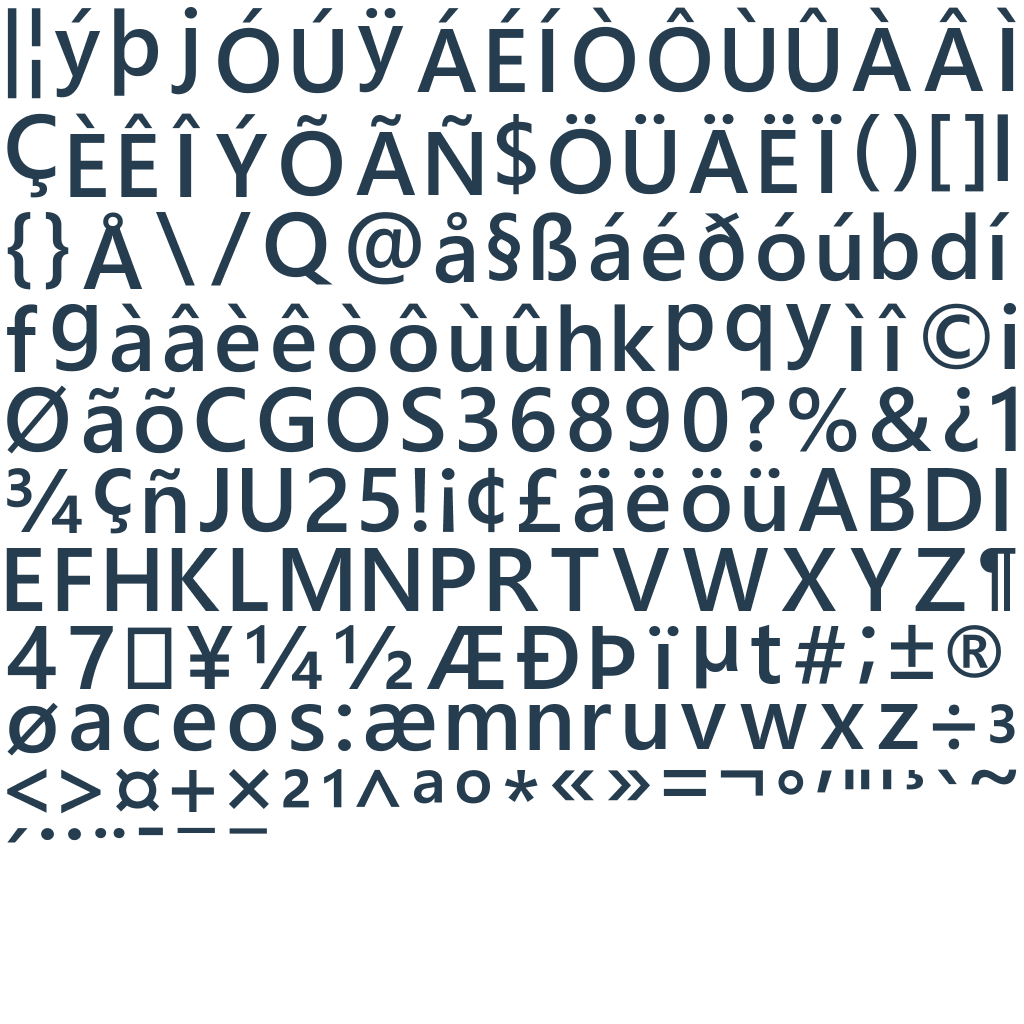 |¦ýþjÓÚÿÁÉÍÒÔÙÛÀÂÌ
ÇÈÊÎÝÕÃÑ$ÖÜÄËÏ()[]l
{}Å\/Q@å§ßáéðóúbdí
fgàâèêòôùûhkpqyìî©i
ØãõCGOS36890?%&¿1
¾çñJU25!¡¢£äëöüABDI
EFHKLMNPRTVWXYZ¶
47□¥¼½ÆÐÞïµt#;±®
øaceos:æmnruvwxz÷³
<>¤+×²¹^ªº*«»=¬°,"'¸`~
´·.¨-¯_